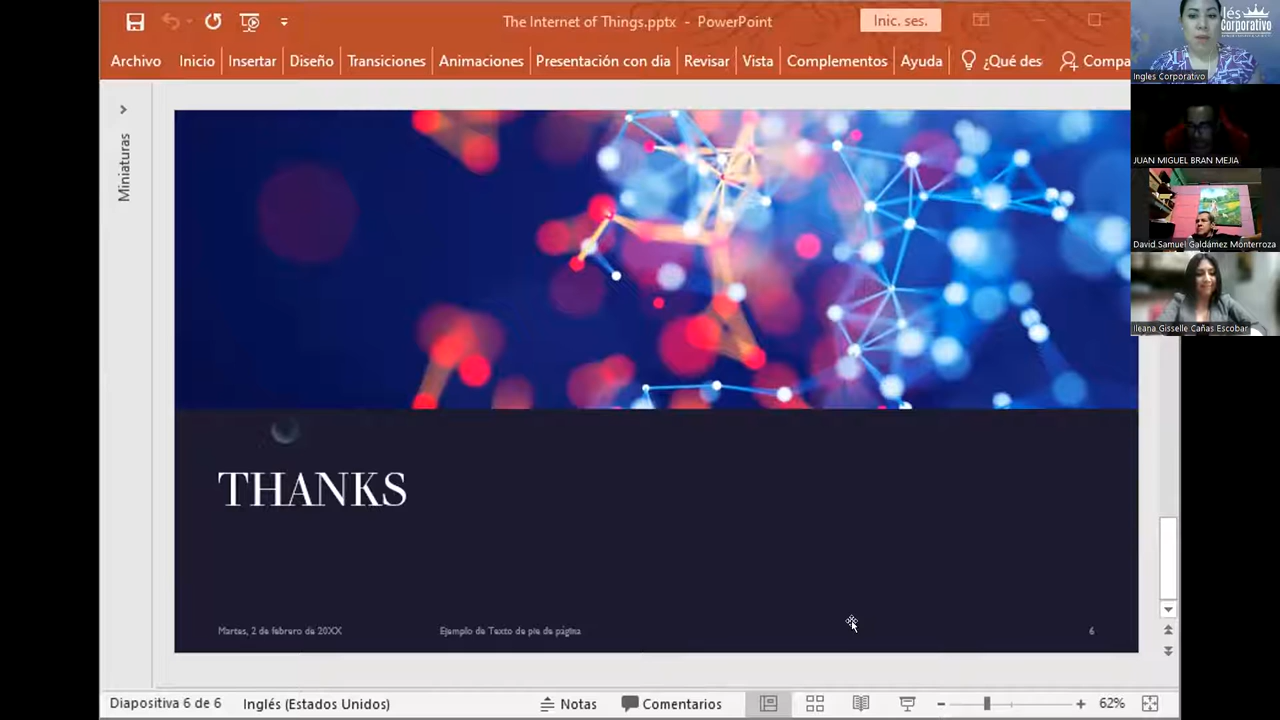 The Internet of Things.pptx - PowerPoint
Inic. ses.
Archivo Inicio Insertar Diseño Transiciones Animaciones Presentación con dia Revisar Vista Complementos Ayuda ¿Qué des Compa
Miniaturas
THANKS
Martes, 2 de febrero de 20XX
Ejemplo de Texto de pie de página
6
Diapositiva 6 de 6 Inglés (Estados Unidos) Notas Comentarios 62%
lés
Corporativo
Ingles Corporativo
JUAN MIGUEL BRAN MEJIA
David Samuel Galdámez Monterroza
Ileana Gisselle Cañas Escobar